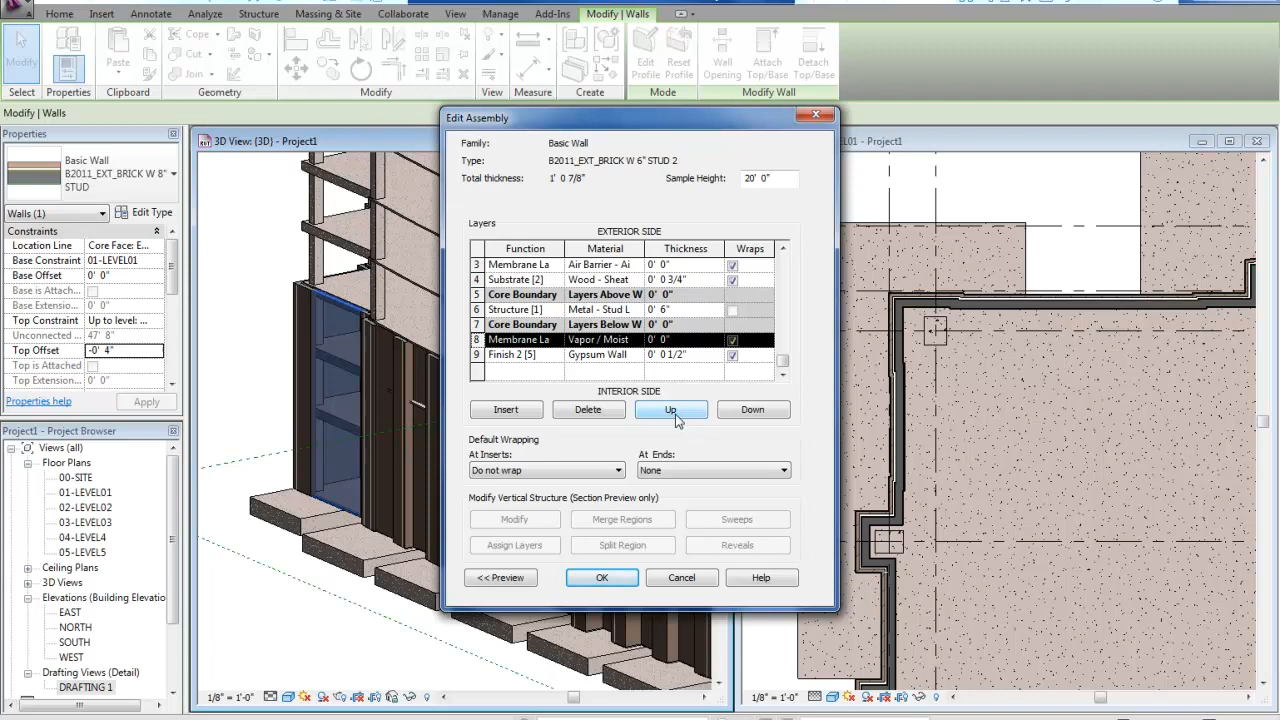 Home Insert Annotate Analyze Structure Massing & Site Collaborate View Add-Ins Manage Modify | Walls
Modify
Paste
Cope
Cut
Join
Edit Profile
Reset Profile
Wall Opening
Attach Top/Base
Detach Top/Base
Select Properties Clipboard Geometry Modify View Measure Create Mode Modify Wall
Modify | Walls
Properties
Basic Wall
B2011_EXT_BRICK W 8"
STUD
Walls (1) Edit Type
Constraints
Location Line Core Face: E...
Base Constraint 01-LEVEL01
Base Offset 0' 0"
Base is Attach...
Base Extension... 0' 0"
Top Constraint Up to level: ...
Unconnected ... 47' 8"
Top Offset -0' 4"
Top is Attached
Top Extension... 0' 0"
Properties help Apply
Project1 - Project Browser
Views (all)
Floor Plans
00-SITE
01-LEVEL01
02-LEVEL02
03-LEVEL03
04-LEVEL4
05-LEVEL5
Ceiling Plans
3D Views
Elevations (Building Elevatio
EAST
NORTH
SOUTH
WEST
Drafting Views (Detail)
DRAFTING 1
3D View: {3D} - Project1
L01 - Project1
Edit Assembly
Family: Basic Wall
Type: B2011_EXT_BRICK W 6" STUD 2
Total thickness: 1' 0 7/8" Sample Height: 20' 0"
Layers
EXTERIOR SIDE
Function Material Thickness Wraps
3 Membrane La Air Barrier - Ai 0' 0"
4 Substrate [2] Wood - Sheat 0' 0 3/4"
5 Core Boundary Layers Above W 0' 0"
6 Structure [1] Metal - Stud L 0' 6"
7 Core Boundary Layers Below W 0' 0"
8 Membrane La Vapor / Moist 0' 0"
9 Finish 2 [5] Gypsum Wall 0' 0 1/2"
INTERIOR SIDE
Insert Delete Up Down
Default Wrapping
At Inserts: At Ends:
Do not wrap None
Modify Vertical Structure (Section Preview only)
Modify Merge Regions Sweeps
Assign Layers Split Region Reveals
<< Preview OK Cancel Help
1/8" = 1'-0"
1/8" = 1'-0"